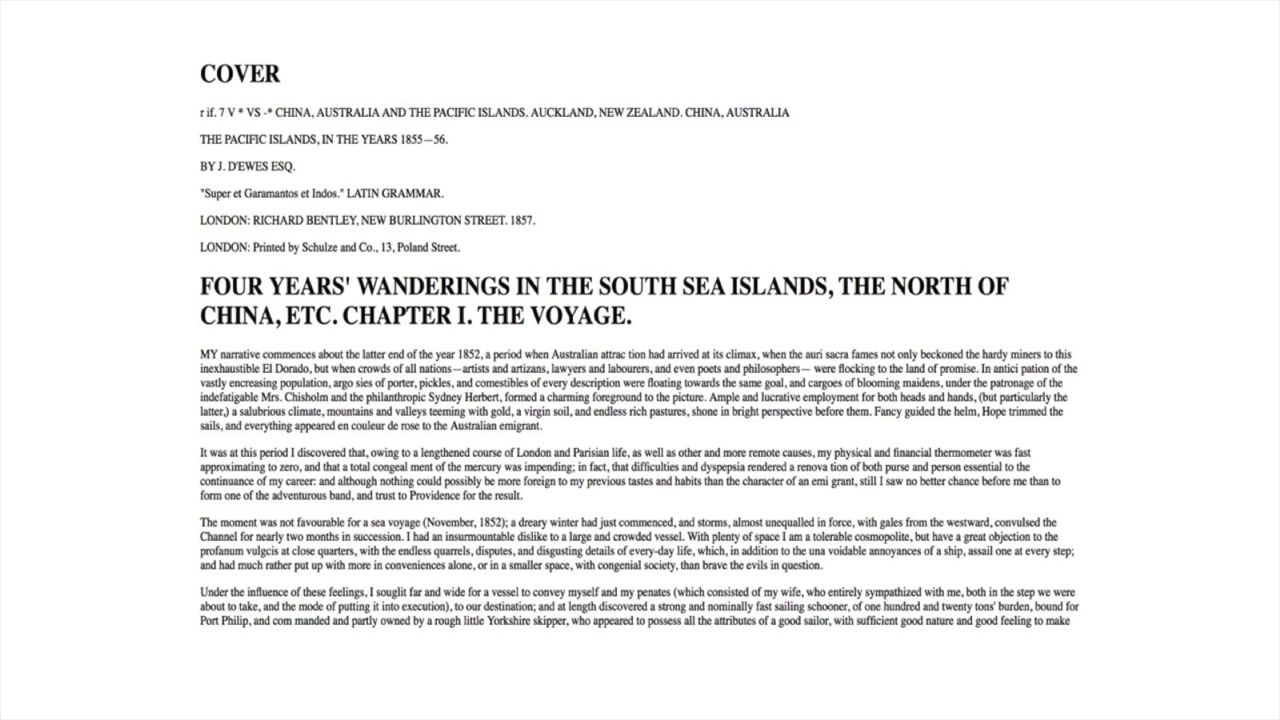 COVER
r if. 7 V * VS -* CHINA, AUSTRALIA AND THE PACIFIC ISLANDS. AUCKLAND, NEW ZEALAND. CHINA, AUSTRALIA
THE PACIFIC ISLANDS, IN THE YEARS 1855—56.
BY J. D'EWES ESQ.
"Super et Garamantos et Indos." LATIN GRAMMAR.
LONDON: RICHARD BENTLEY, NEW BURLINGTON STREET. 1857.
LONDON: Printed by Schulze and Co., 13, Poland Street.
FOUR YEARS' WANDERINGS IN THE SOUTH SEA ISLANDS, THE NORTH OF
CHINA, ETC. CHAPTER I. THE VOYAGE.
MY narrative commences about the latter end of the year 1852, a period when Australian attrac tion had arrived at its climax, when the auri sacra fames not only beckoned the hardy miners to this
inexhaustible El Dorado, but when crowds of all nations—artists and artizans, lawyers and labourers, and even poets and philosophers— were flocking to the land of promise. In antici pation of the
vastly encreasing population, argo sies of porter, pickles, and comestibles of every description were floating towards the same goal, and cargoes of blooming maidens, under the patronage of the
indefatigable Mrs. Chisholm and the philanthropic Sydney Herbert, formed a charming foreground to the picture. Ample and lucrative employment for both heads and hands, (but particularly the
latter,) a salubrious climate, mountains and valleys teeming with gold, a virgin soil, and endless rich pastures, shone in bright perspective before them. Fancy guided the helm, Hope trimmed the
sails, and everything appeared en couleur de rose to the Australian emigrant.
It was at this period I discovered that, owing to a lengthened course of London and Parisian life, as well as other and more remote causes, my physical and financial thermometer was fast
approximating to zero, and that a total congeal ment of the mercury was impending; in fact, that difficulties and dyspepsia rendered a renova tion of both purse and person essential to the
continuance of my career: and although nothing could possibly be more foreign to my previous tastes and habits than the character of an emi grant, still I saw no better chance before me than to
form one of the adventurous band, and trust to Providence for the result.
The moment was not favourable for a sea voyage (November, 1852); a dreary winter had just commenced, and storms, almost unequalled in force, with gales from the westward, convulsed the
Channel for nearly two months in succession. I had an insurmountable dislike to a large and crowded vessel. With plenty of space I am a tolerable cosmopolite, but have a great objection to the
profanum vulgcis at close quarters, with the endless quarrels, disputes, and disgusting details of every-day life, which, in addition to the una voidable annoyances of a ship, assail one at every step;
and had much rather put up with more in conveniences alone, or in a smaller space, with congenial society, than brave the evils in question.
Under the influence of these feelings, I souglit far and wide for a vessel to convey myself and my penates (which consisted of my wife, who entirely sympathized with me, both in the step we were
about to take, and the mode of putting it into execution), to our destination; and at length discovered a strong and nominally fast sailing schooner, of one hundred and twenty tons' burden, bound for
Port Philip, and com manded and partly owned by a rough little Yorkshire skipper, who appeared to possess all the attributes of a good sailor, with sufficient good nature and good feeling to make